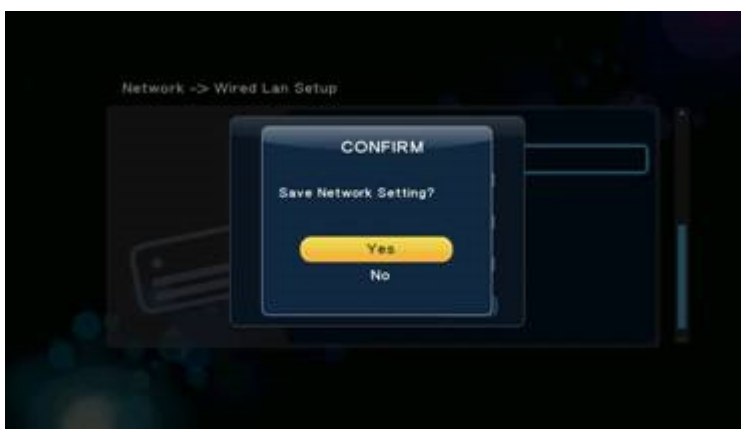 Network -> Wired Lan Setup
CONFIRM
Save Network Setting?
Yes
No